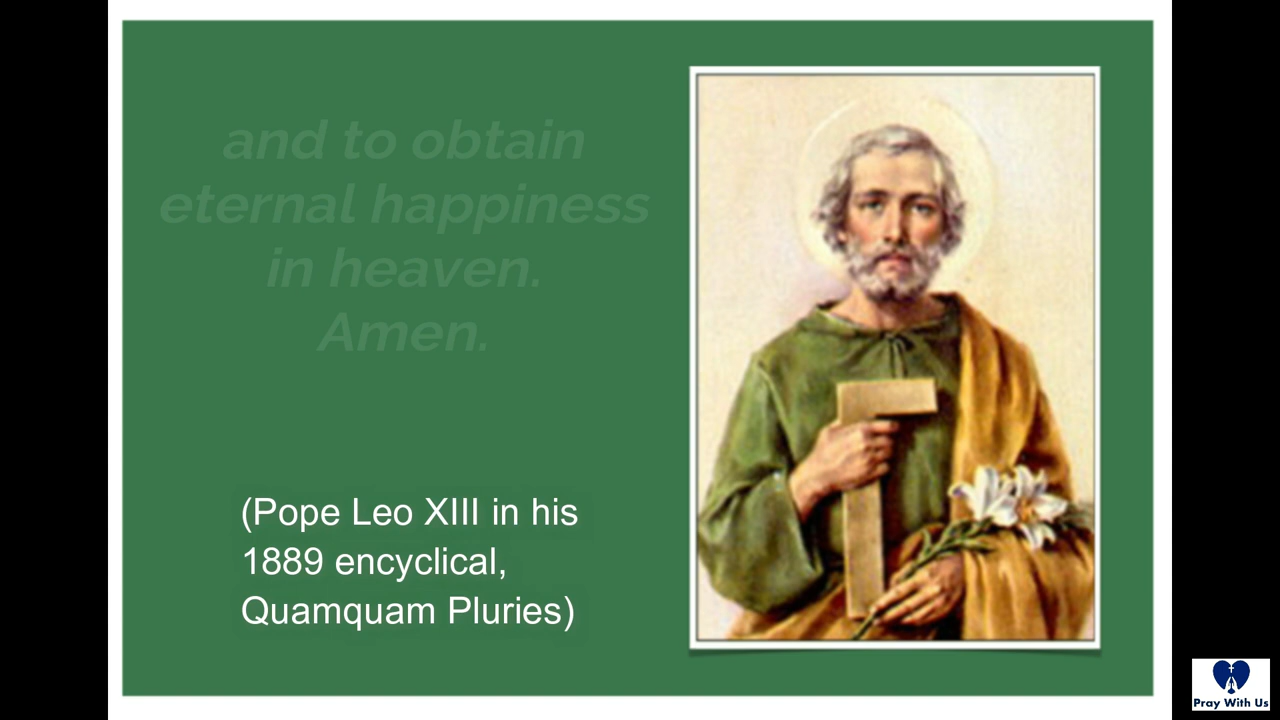 and to obtain
eternal happiness
in heaven.
Amen.
(Pope Leo XIII in his
1889 encyclical,
Quamquam Pluries)
Pray With Us